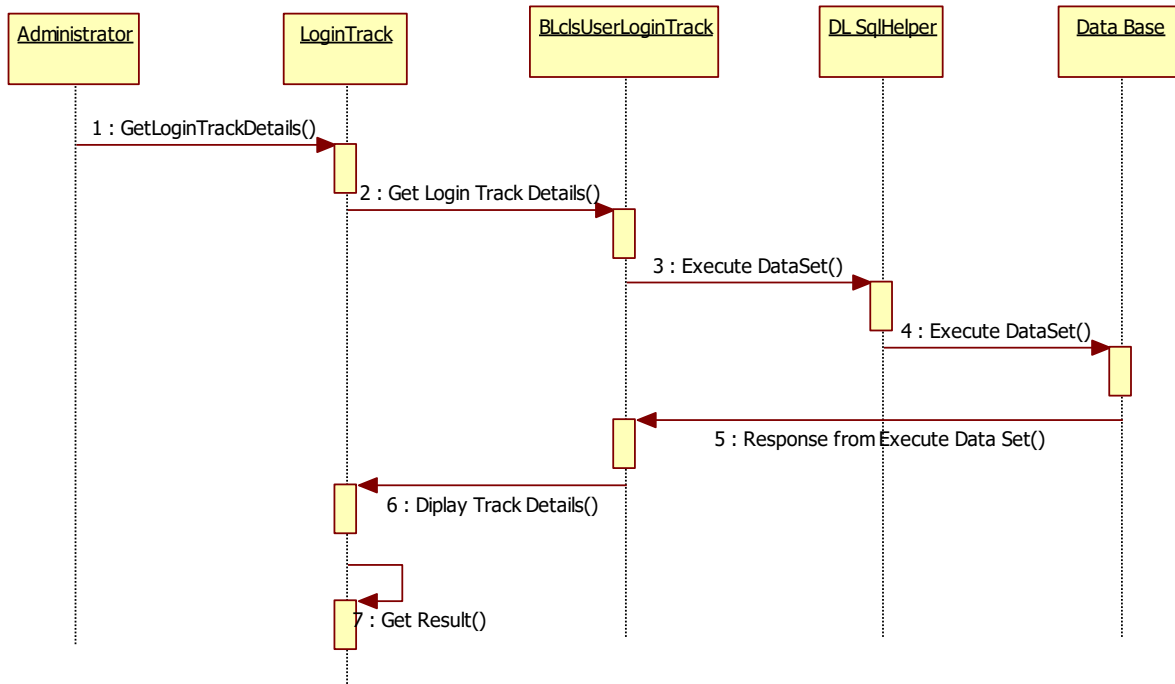 Administrator
LoginTrack
BLclsUserLoginTrack
DL SqlHelper
Data Base
1 : GetLoginTrackDetails()
2 : Get Login Track Details()
3 : Execute DataSet()
4 : Execute DataSet()
5 : Response from Execute Data Set()
6 : Diplay Track Details()
7 : Get Result()